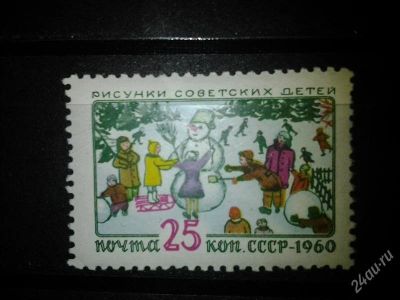 РИСУНКИ СОВЕТСКИХ ДЕТЕЙ
почта 25 коп. СССР-1960
24au.ru